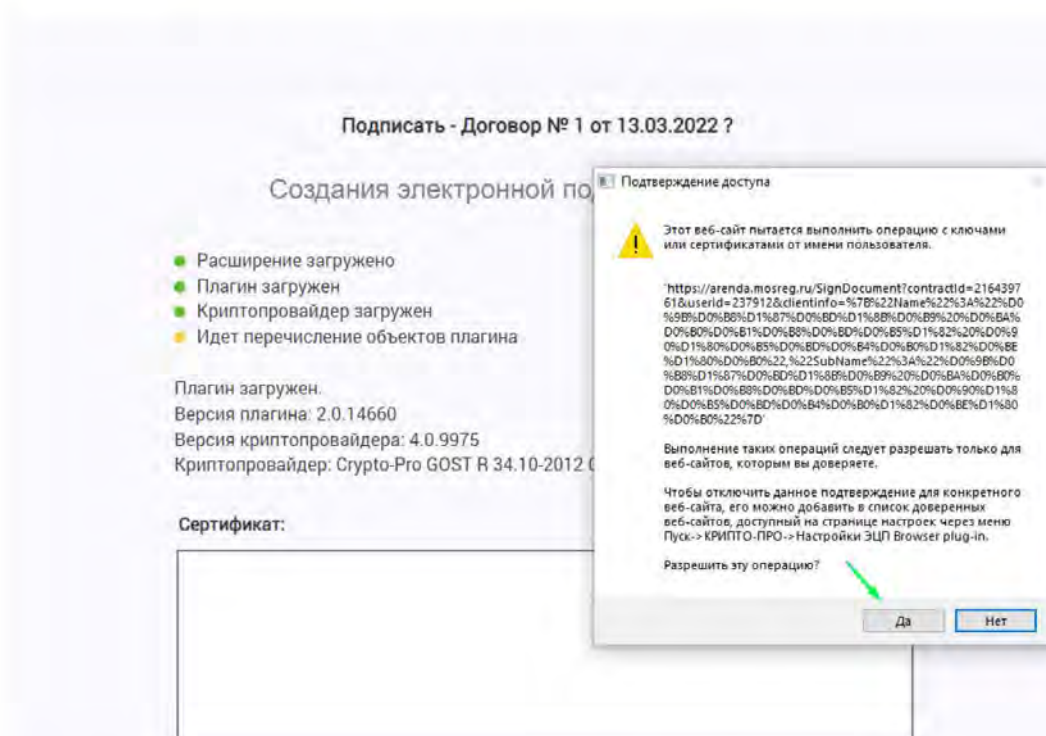 Подписать - Договор № 1 от 13.03.2022 ?
Создания электронной по
Расширение загружено
Плагин загружен
Криптопровайдер загружен
Идет перечисление объектов плагина
Плагин загружен.
Версия плагина: 2.0.14660
Версия криптопровайдера: 4.0.9975
Криптопровайдер: Crypto-Pro GOST R 34.10-2012
Сертификат:
Подтверждение доступа
Этот веб-сайт пытается выполнить операцию с ключами
или сертификатами от имени пользователя.
'https://arenda.mosreg.ru/SignDocument?contractId=2164397
61&userId=237912&clientinfo=%7B%22Name%22%3A%22%D0
%9B%D0%B8%D1%87%D0%BD%D1%8B%D0%B9%20%D0%BA%
D0%B0%D0%B1%D0%B8%D0%BD%D0%B5%D1%82%20%D0%9
0%D1%80%D0%B5%D0%BD%D0%B4%D0%B0%D1%82%D0%BE
%D1%80%D0%B0%22,%22SubName%22%3A%22%D0%9B%D0
%B8%D1%87%D0%BD%D1%8B%D0%B9%20%D0%BA%D0%B0%
D0%B1%D0%B8%D0%BD%D0%B5%D1%82%20%D0%90%D1%8
0%D0%B5%D0%BD%D0%B4%D0%B0%D1%82%D0%BE%D1%80
%D0%B0%22%7D'
Выполнение таких операций следует разрешать только для
веб-сайтов, которым вы доверяете.
Чтобы отключить данное подтверждение для конкретного
веб-сайта, его можно добавить в список доверенных
веб-сайтов, доступный на странице настроек через меню
Пуск->КРИПТО-ПРО->Настройки ЭЦП Browser plug-in.
Разрешить эту операцию?
Да
Нет